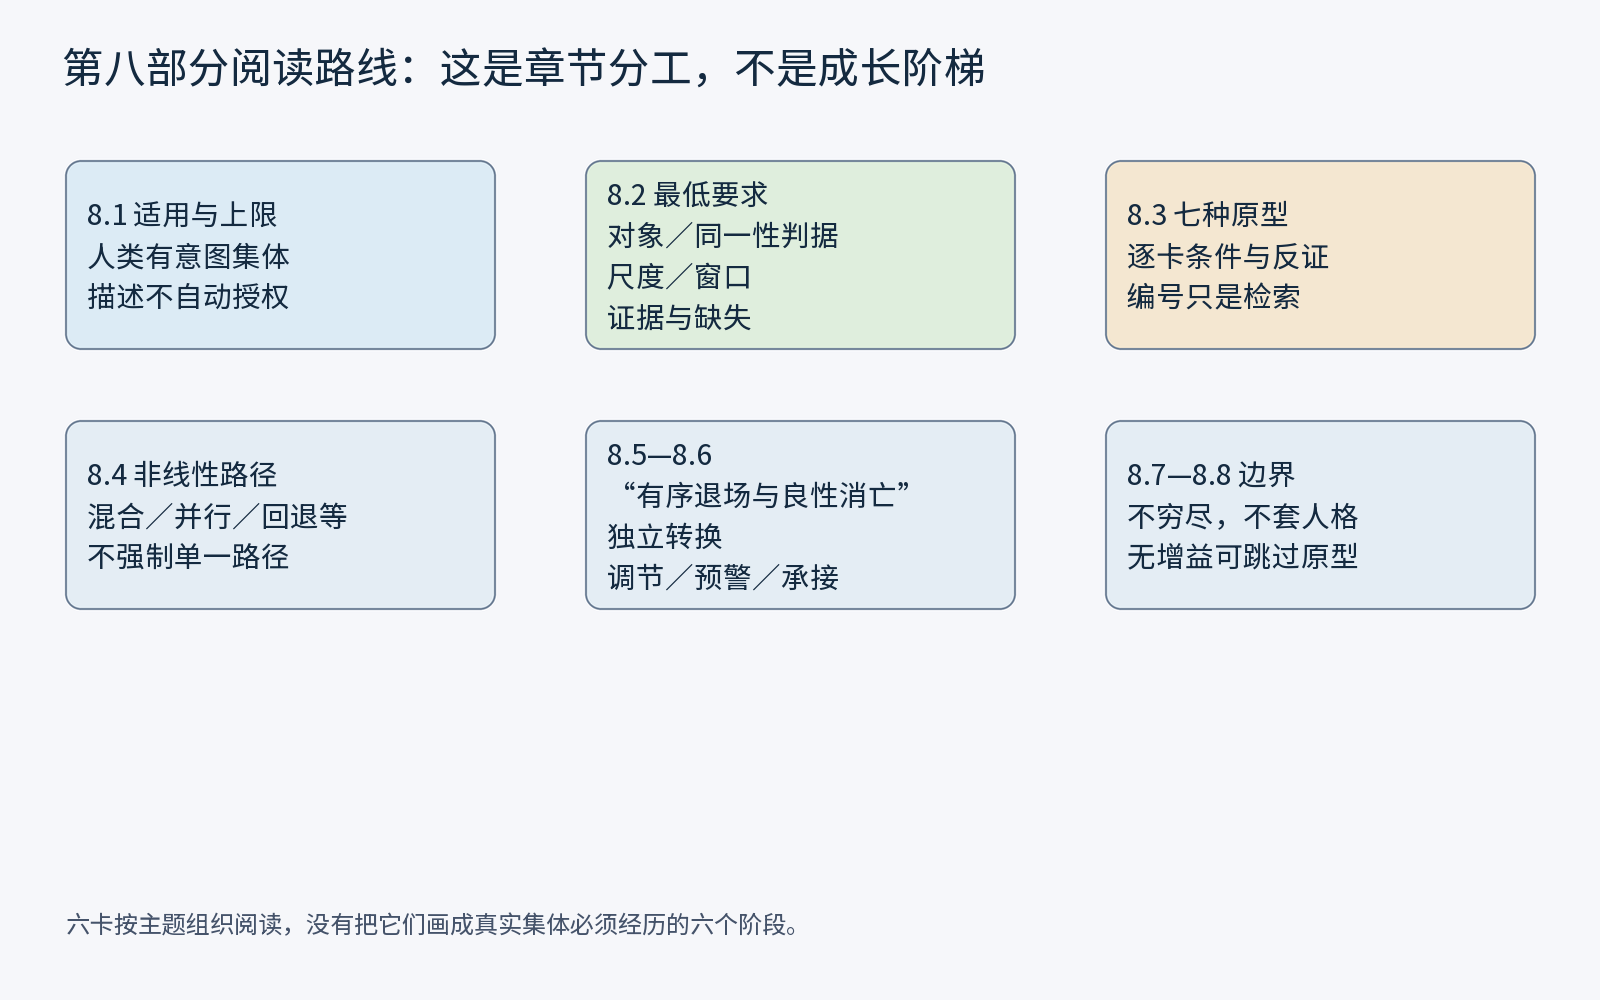 第八部分阅读路线：这是章节分工，不是成长阶梯
8.1 适用与上限
人类有意图集体
描述不自动授权
8.2 最低要求
对象／同一性判据
尺度／窗口
证据与缺失
8.3 七种原型
逐卡条件与反证
编号只是检索
8.4 非线性路径
混合／并行／回退等
不强制单一路径
8.5—8.6
“有序退场与良性消亡”
独立转换
调节／预警／承接
8.7—8.8 边界
不穷尽，不套人格
无增益可跳过原型
六卡按主题组织阅读，没有把它们画成真实集体必须经历的六个阶段。